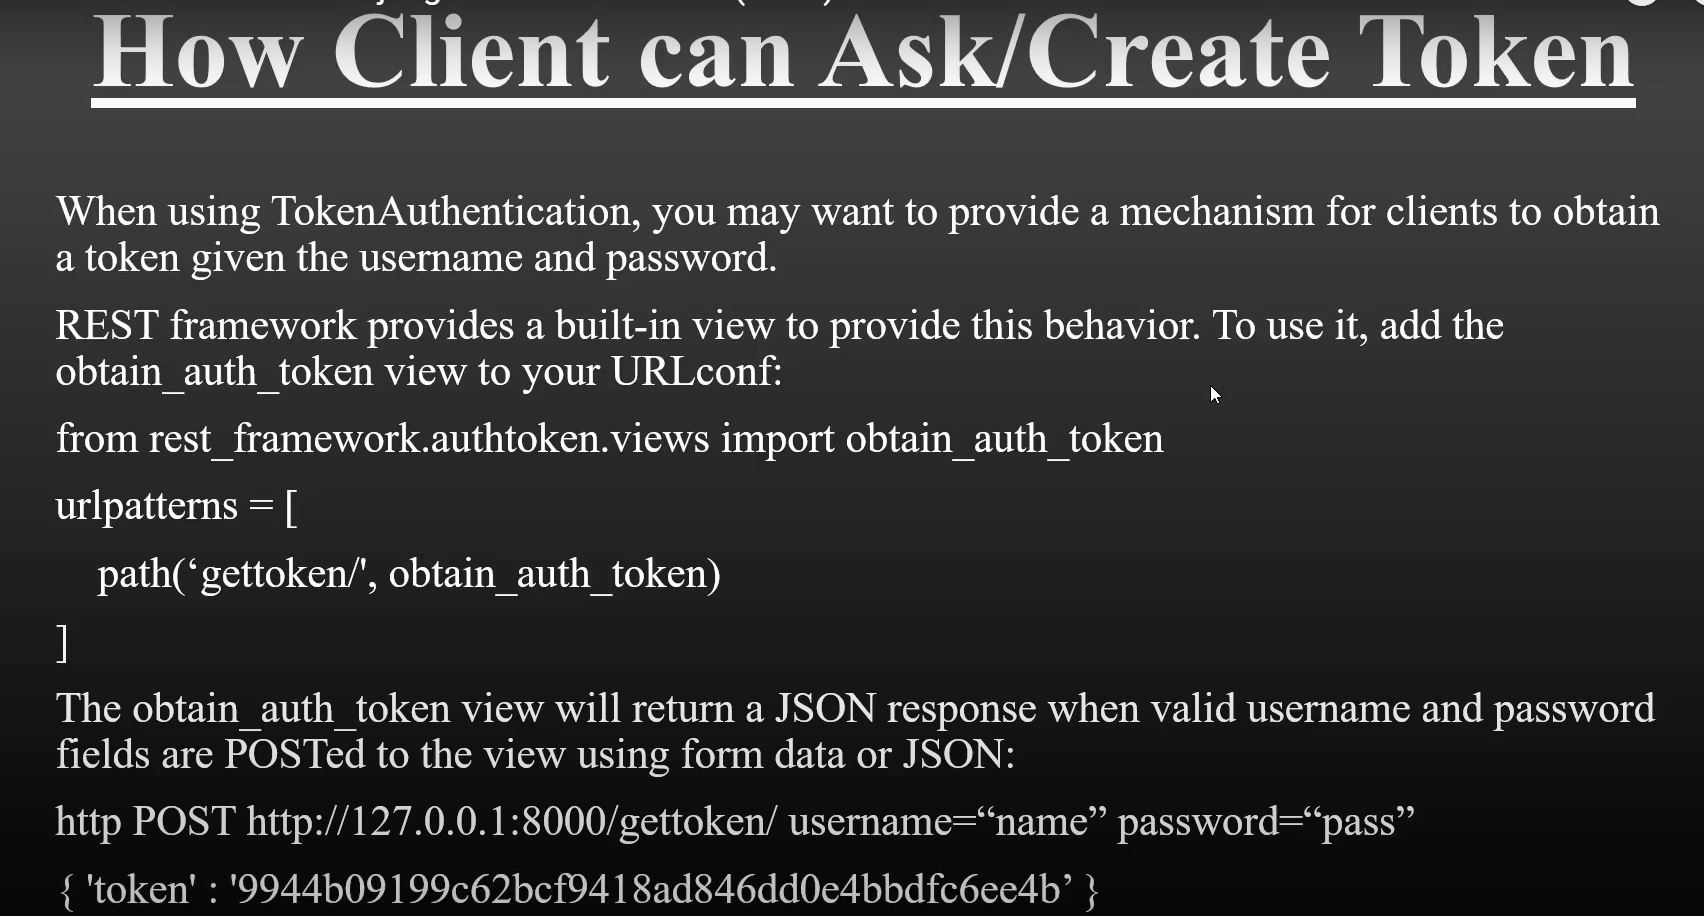 How Client can Ask/Create Token
When using TokenAuthentication, you may want to provide a mechanism for clients to obtain
a token given the username and password.
REST framework provides a built-in view to provide this behavior. To use it, add the
obtain_auth_token view to your URLconf:
from rest_framework.authtoken.views import obtain_auth_token
urlpatterns = [
path(‘gettoken/', obtain_auth_token)
]
The obtain_auth_token view will return a JSON response when valid username and password
fields are POSTed to the view using form data or JSON:
http POST http://127.0.0.1:8000/gettoken/ username=“name” password=“pass”
{ 'token' : '9944b09199c62bcf9418ad846dd0e4bbdfc6ee4b’ }